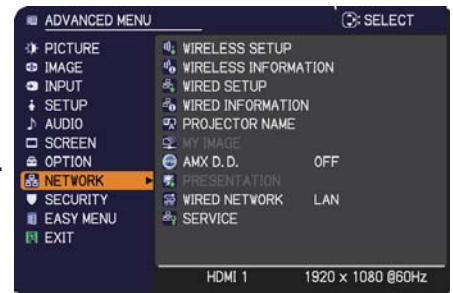 ADVANCED MENU : SELECT
PICTURE
IMAGE
INPUT
SETUP
AUDIO
SCREEN
OPTION
NETWORK
SECURITY
EASY MENU
EXIT
WIRELESS SETUP
WIRELESS INFORMATION
WIRED SETUP
WIRED INFORMATION
PROJECTOR NAME
MY IMAGE
AMX D.D. OFF
PRESENTATION
WIRED NETWORK LAN
SERVICE
HDMI 1 1920 x 1080 @60Hz